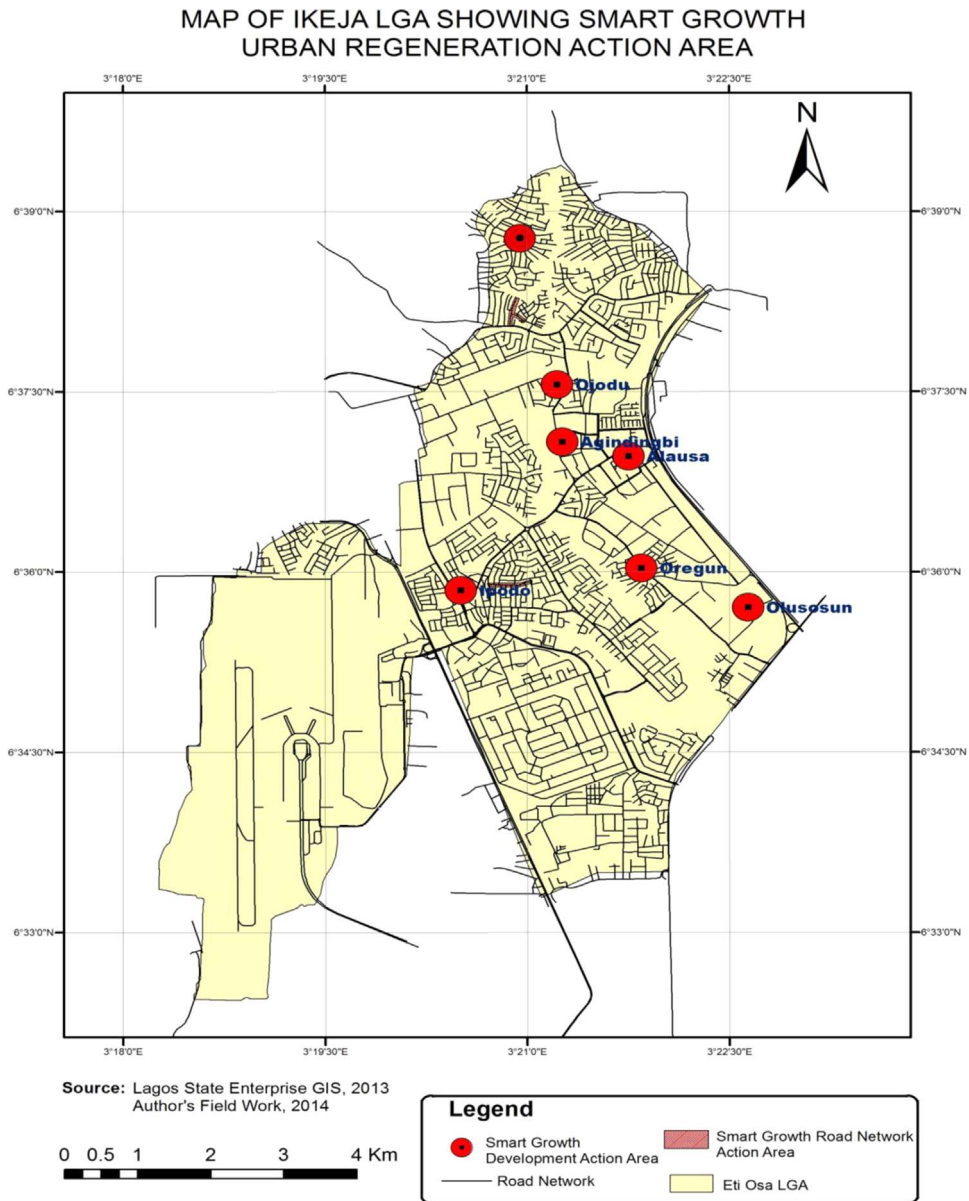 MAP OF IKEJA LGA SHOWING SMART GROWTH
URBAN REGENERATION ACTION AREA
3°18'0"E 3°19'30"E 3°21'0"E 3°22'30"E
N
6°39'0"N 6°39'0"N
6°37'30"N Ojodu 6°37'30"N
Agindingbi
Alausa
6°36'0"N Oregun 6°36'0"N
Ipodo
Olusosun
6°34'30"N 6°34'30"N
6°33'0"N 6°33'0"N
3°18'0"E 3°19'30"E 3°21'0"E 3°22'30"E
Source: Lagos State Enterprise GIS, 2013
Author's Field Work, 2014
0 0.5 1 2 3 4 Km
Legend
Smart Growth
Development Action Area
Road Network
Smart Growth Road Network
Action Area
Eti Osa LGA